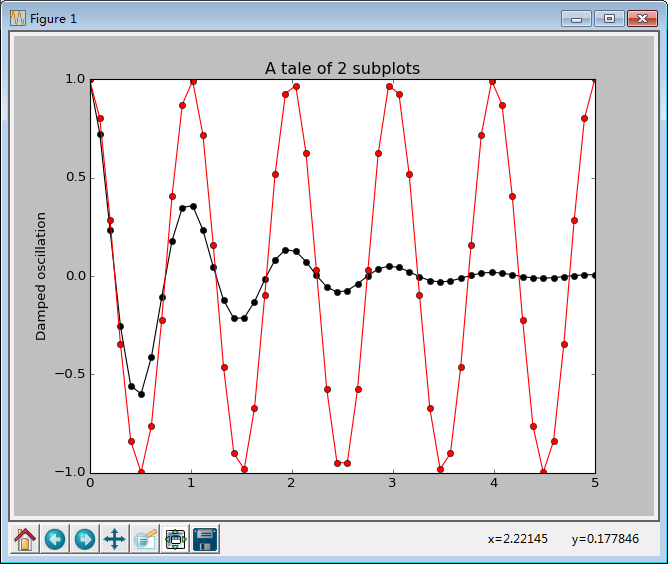 Figure 1
A tale of 2 subplots
1.0
0.5
0.0
−0.5
−1.0
Damped oscillation
0 1 2 3 4 5
x=2.22145 y=0.177846